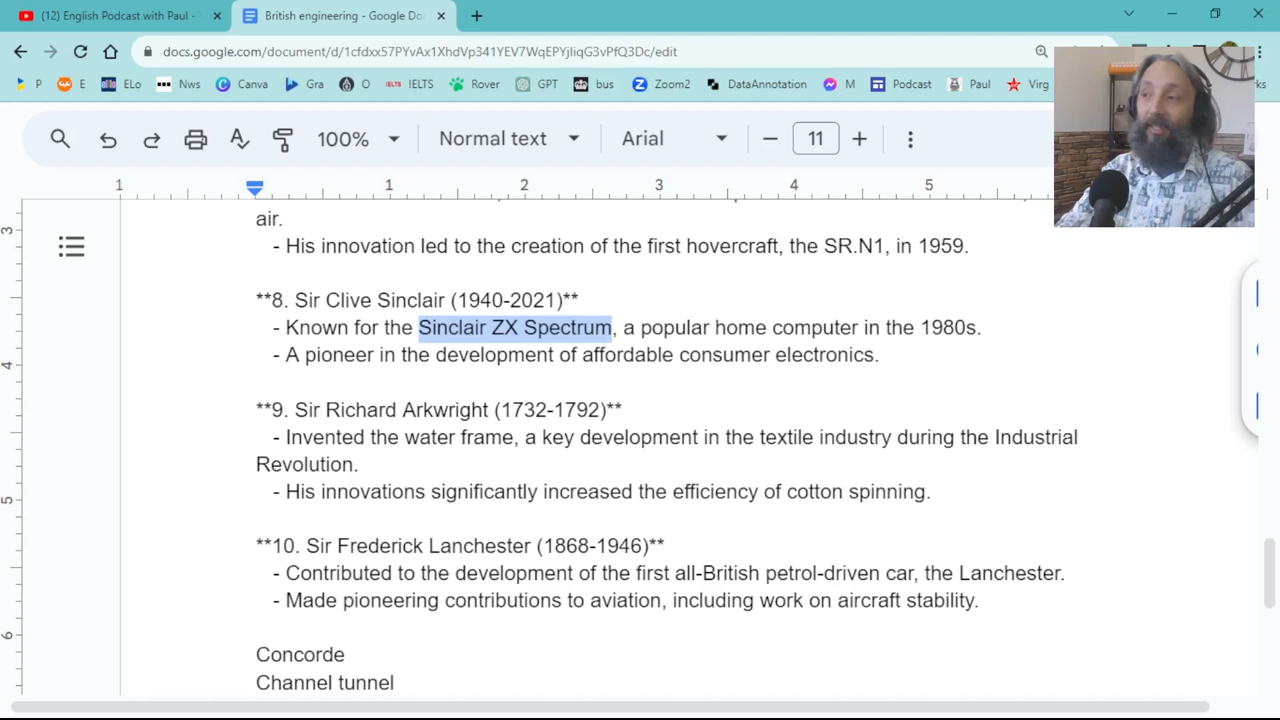 (12) English Podcast with Paul -
British engineering - Google Do
docs.google.com/document/d/1cfdxx57PYvAx1XhdVp341YEV7WqEPYjIiqG3vPfQ3Dc/edit
P E ELo Nws Canva Gra O IELTS IELTS Rover GPT bus Zoom2 DataAnnotation M Podcast Paul Virg
100% Normal text Arial 11
1 1 2 3 4 5
air.
- His innovation led to the creation of the first hovercraft, the SR.N1, in 1959.
**8. Sir Clive Sinclair (1940-2021)**
- Known for the Sinclair ZX Spectrum, a popular home computer in the 1980s.
- A pioneer in the development of affordable consumer electronics.
**9. Sir Richard Arkwright (1732-1792)**
- Invented the water frame, a key development in the textile industry during the Industrial
Revolution.
- His innovations significantly increased the efficiency of cotton spinning.
**10. Sir Frederick Lanchester (1868-1946)**
- Contributed to the development of the first all-British petrol-driven car, the Lanchester.
- Made pioneering contributions to aviation, including work on aircraft stability.
Concorde
Channel tunnel
3
4
5
6